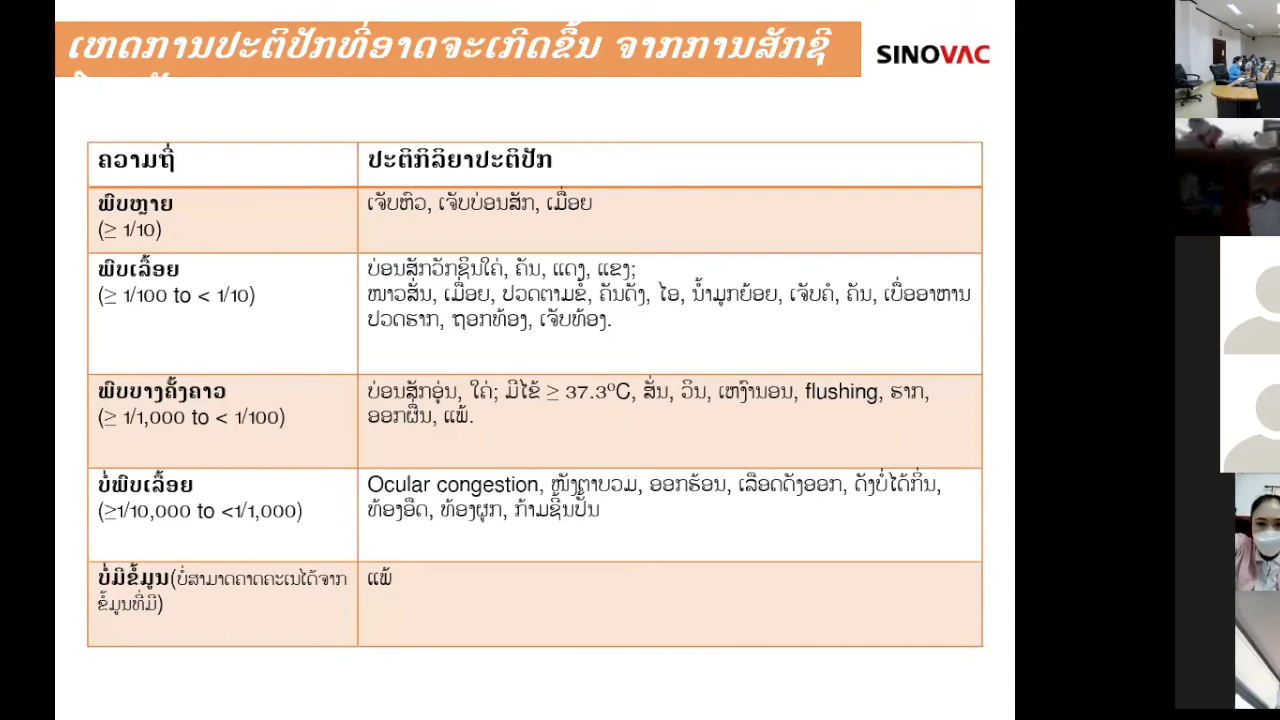 ເຫດການປະຕິປັກທີ່ອາດຈະເກີດຂຶ້ນ ຈາກການສັກຊີ
SINOVAC
ຄວາມຖີ່
ປະຕິກິລິຍາປະຕິປັກ
ພົບຫຼາຍ
(≥ 1/10)
ເຈັບຫົວ, ເຈັບບ່ອນສັກ, ເມື່ອຍ
ພົບເລື້ອຍ
(≥ 1/100 to < 1/10)
ບ່ອນສັກວັກຊິນໃຄ່, ຄັນ, ແດງ, ແຂງ;
ໜາວສັ່ນ, ເມື່ອຍ, ປວດຕາມຂໍ້, ຄັນດັງ, ໄອ, ນ້ຳມູກຍ້ອຍ, ເຈັບຄໍ, ຄັນ, ເບື່ອອາຫານ
ປວດຮາກ, ຖອກທ້ອງ, ເຈັບທ້ອງ.
ພົບບາງຄັ້ງຄາວ
(≥ 1/1,000 to < 1/100)
ບ່ອນສັກອຸ່ນ, ໃຄ່; ມີໄຂ້ ≥ 37.3ºC, ສັ່ນ, ວິນ, ເຫງົານອນ, flushing, ຮາກ,
ອອກຜື່ນ, ແພ້.
ບໍ່ພົບເລື້ອຍ
(≥1/10,000 to <1/1,000)
Ocular congestion, ໜັງຕາບວມ, ອອກຮ້ອນ, ເລືອດດັງອອກ, ດັງບໍ່ໄດ້ກິ່ນ,
ທ້ອງອືດ, ທ້ອງຜູກ, ກ້າມຊີ້ນປັ້ນ
ບໍ່ມີຂໍ້ມູນ(ບໍ່ສາມາດຄາດຄະເນໄດ້ຈາກ
ຂໍ້ມູນທີ່ມີ)
ແພ້